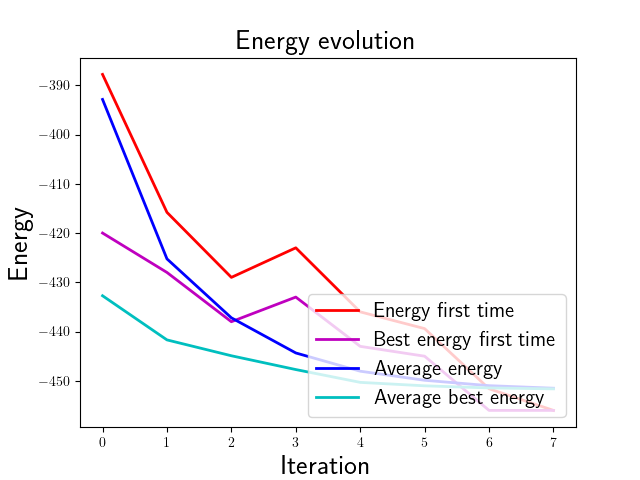 Energy evolution
Energy
−390
−400
−410
−420
−430
−440
−450
Energy first time
Best energy first time
Average energy
Average best energy
0 1 2 3 4 5 6 7
Iteration